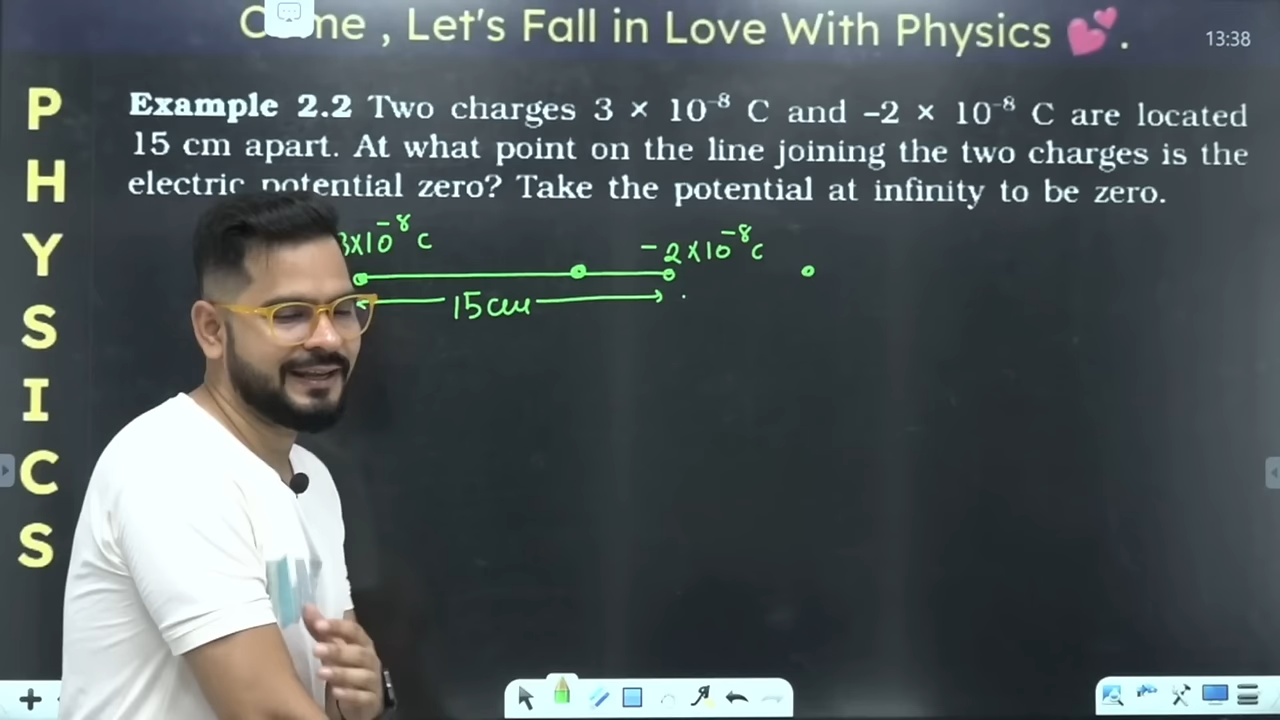 Come , Let's Fall in Love With Physics 💕.
13:38
PHYSICS
Example 2.2 Two charges 3 × 10⁻⁸ C and –2 × 10⁻⁸ C are located
15 cm apart. At what point on the line joining the two charges is the
electric potential zero? Take the potential at infinity to be zero.
3×10⁻⁸ C
-2×10⁻⁸ C
15cm